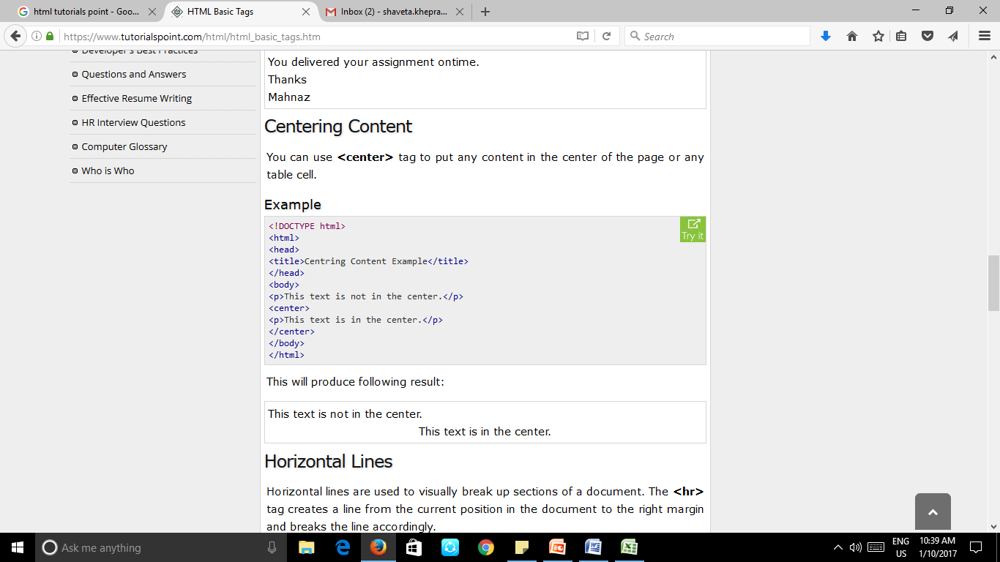 html tutorials point - Goo...
HTML Basic Tags
Inbox (2) - shaveta.khepra...
https://www.tutorialspoint.com/html/html_basic_tags.htm
Search
Developer's Best Practices
Questions and Answers
Effective Resume Writing
HR Interview Questions
Computer Glossary
Who is Who
You delivered your assignment ontime.
Thanks
Mahnaz
Centering Content
You can use <center> tag to put any content in the center of the page or any
table cell.
Example
Try it
<!DOCTYPE html>
<html>
<head>
<title>Centring Content Example</title>
</head>
<body>
<p>This text is not in the center.</p>
<center>
<p>This text is in the center.</p>
</center>
</body>
</html>
This will produce following result:
This text is not in the center.
This text is in the center.
Horizontal Lines
Horizontal lines are used to visually break up sections of a document. The <hr>
tag creates a line from the current position in the document to the right margin
and breaks the line accordingly.
Ask me anything
ENG
US
10:39 AM
1/10/2017